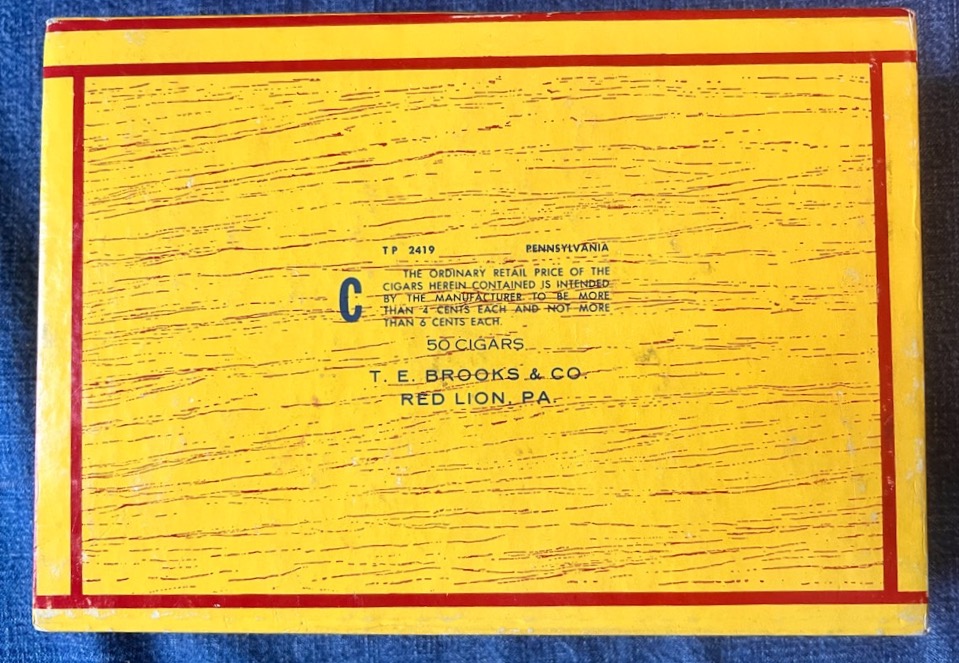 TP 2419 PENNSYLVANIA
C
THE ORDINARY RETAIL PRICE OF THE
CIGARS HEREIN CONTAINED IS INTENDED
BY THE MANUFACTURER TO BE MORE
THAN 4 CENTS EACH AND NOT MORE
THAN 6 CENTS EACH.
50 CIGARS
T. E. BROOKS & CO.
RED LION, PA.